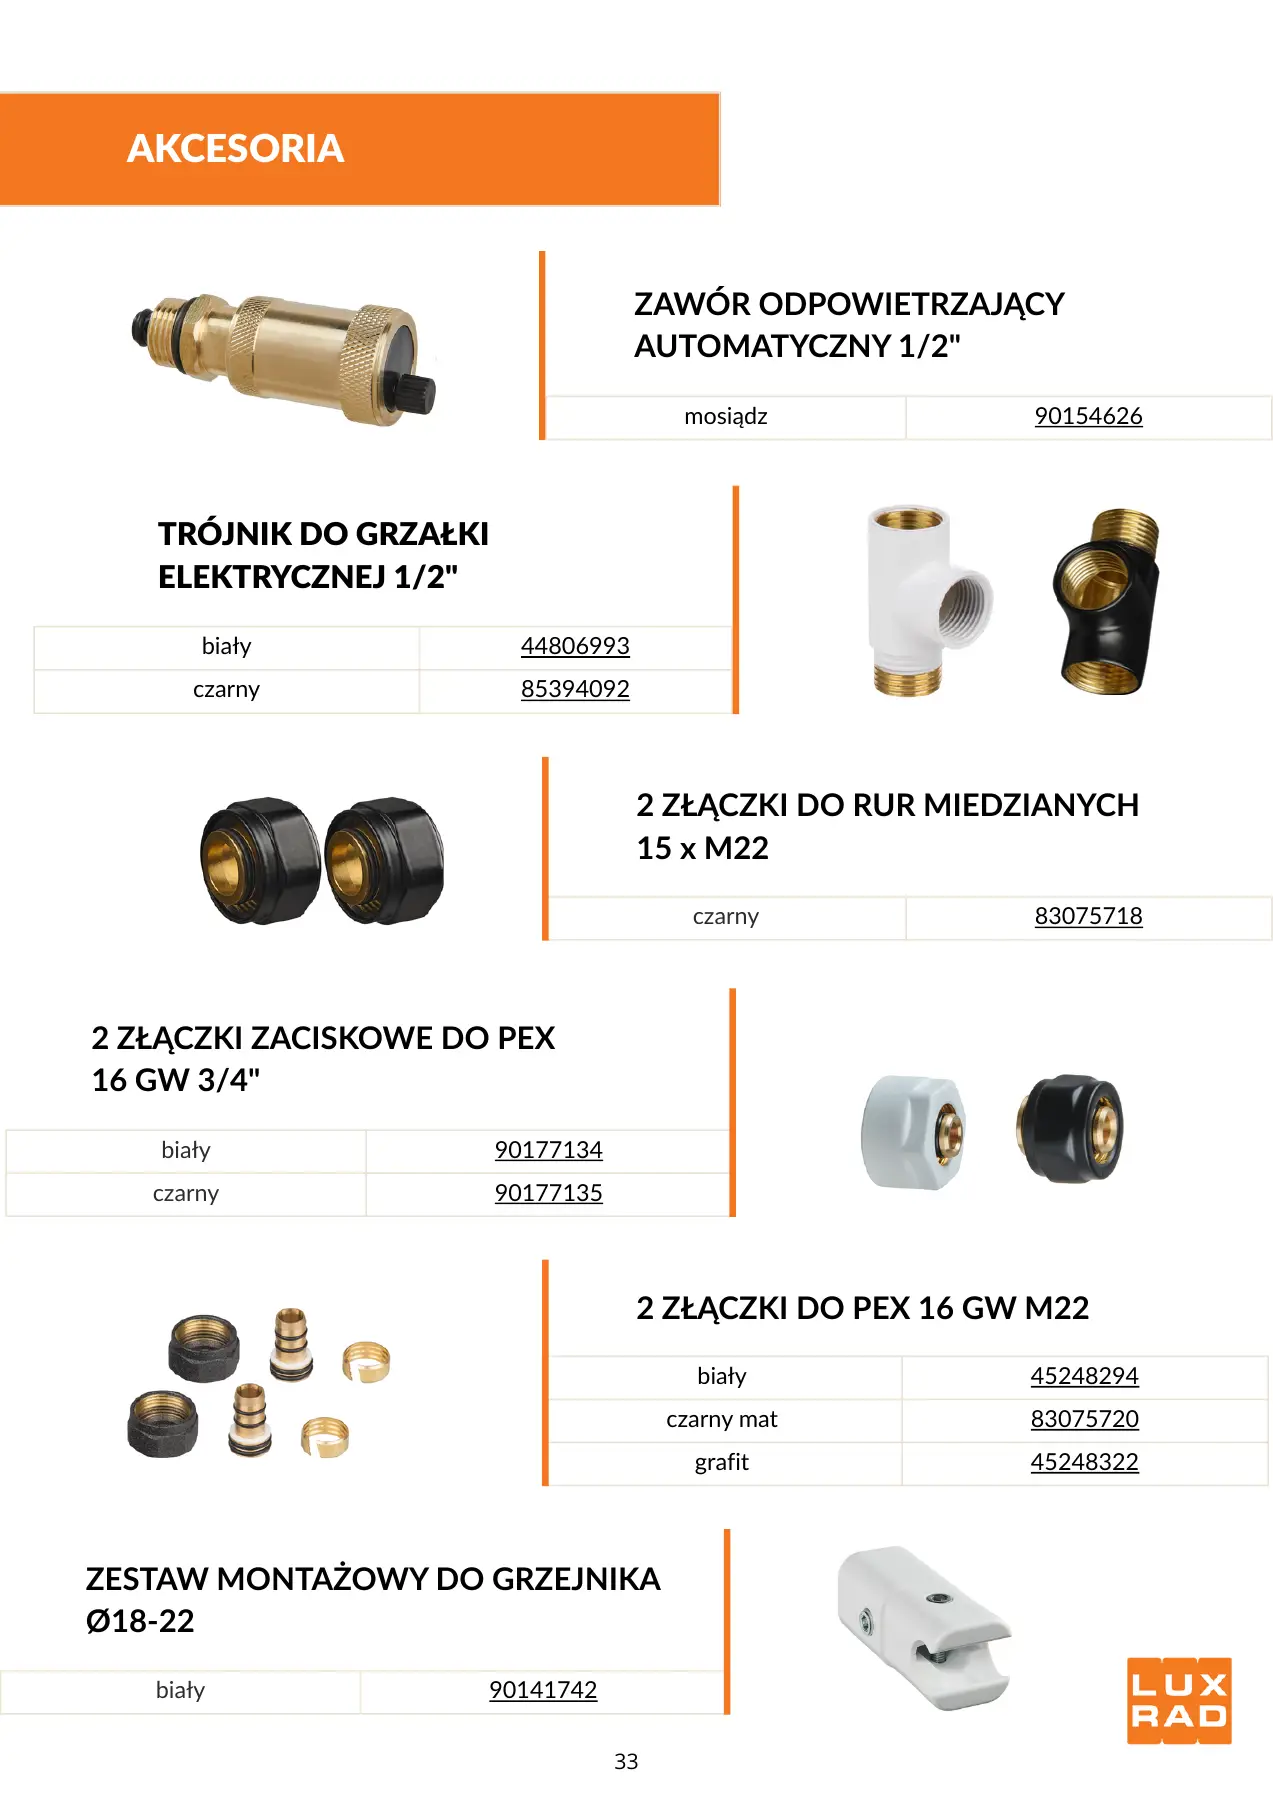 AKCESORIA
ZAWÓR ODPOWIETRZAJĄCY
AUTOMATYCZNY 1/2"
mosiądz 90154626
TRÓJNIK DO GRZAŁKI
ELEKTRYCZNEJ 1/2"
biały 44806993
czarny 85394092
2 ZŁĄCZKI DO RUR MIEDZIANYCH
15 x M22
czarny 83075718
2 ZŁĄCZKI ZACISKOWE DO PEX
16 GW 3/4"
biały 90177134
czarny 90177135
2 ZŁĄCZKI DO PEX 16 GW M22
biały 45248294
czarny mat 83075720
grafit 45248322
ZESTAW MONTAŻOWY DO GRZEJNIKA
Ø18-22
biały 90141742
LUX
RAD
33